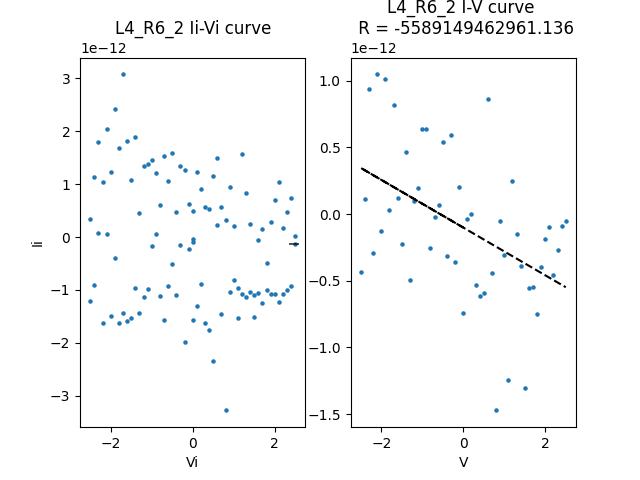 L4_R6_2 Ii-Vi curve
1e−12
3
2
1
0
−1
−2
−3
−2
0
2
Ii
Vi
L4_R6_2 I-V curve
R = -5589149462961.136
1e−12
1.0
0.5
0.0
−0.5
−1.0
−1.5
−2
0
2
I
V